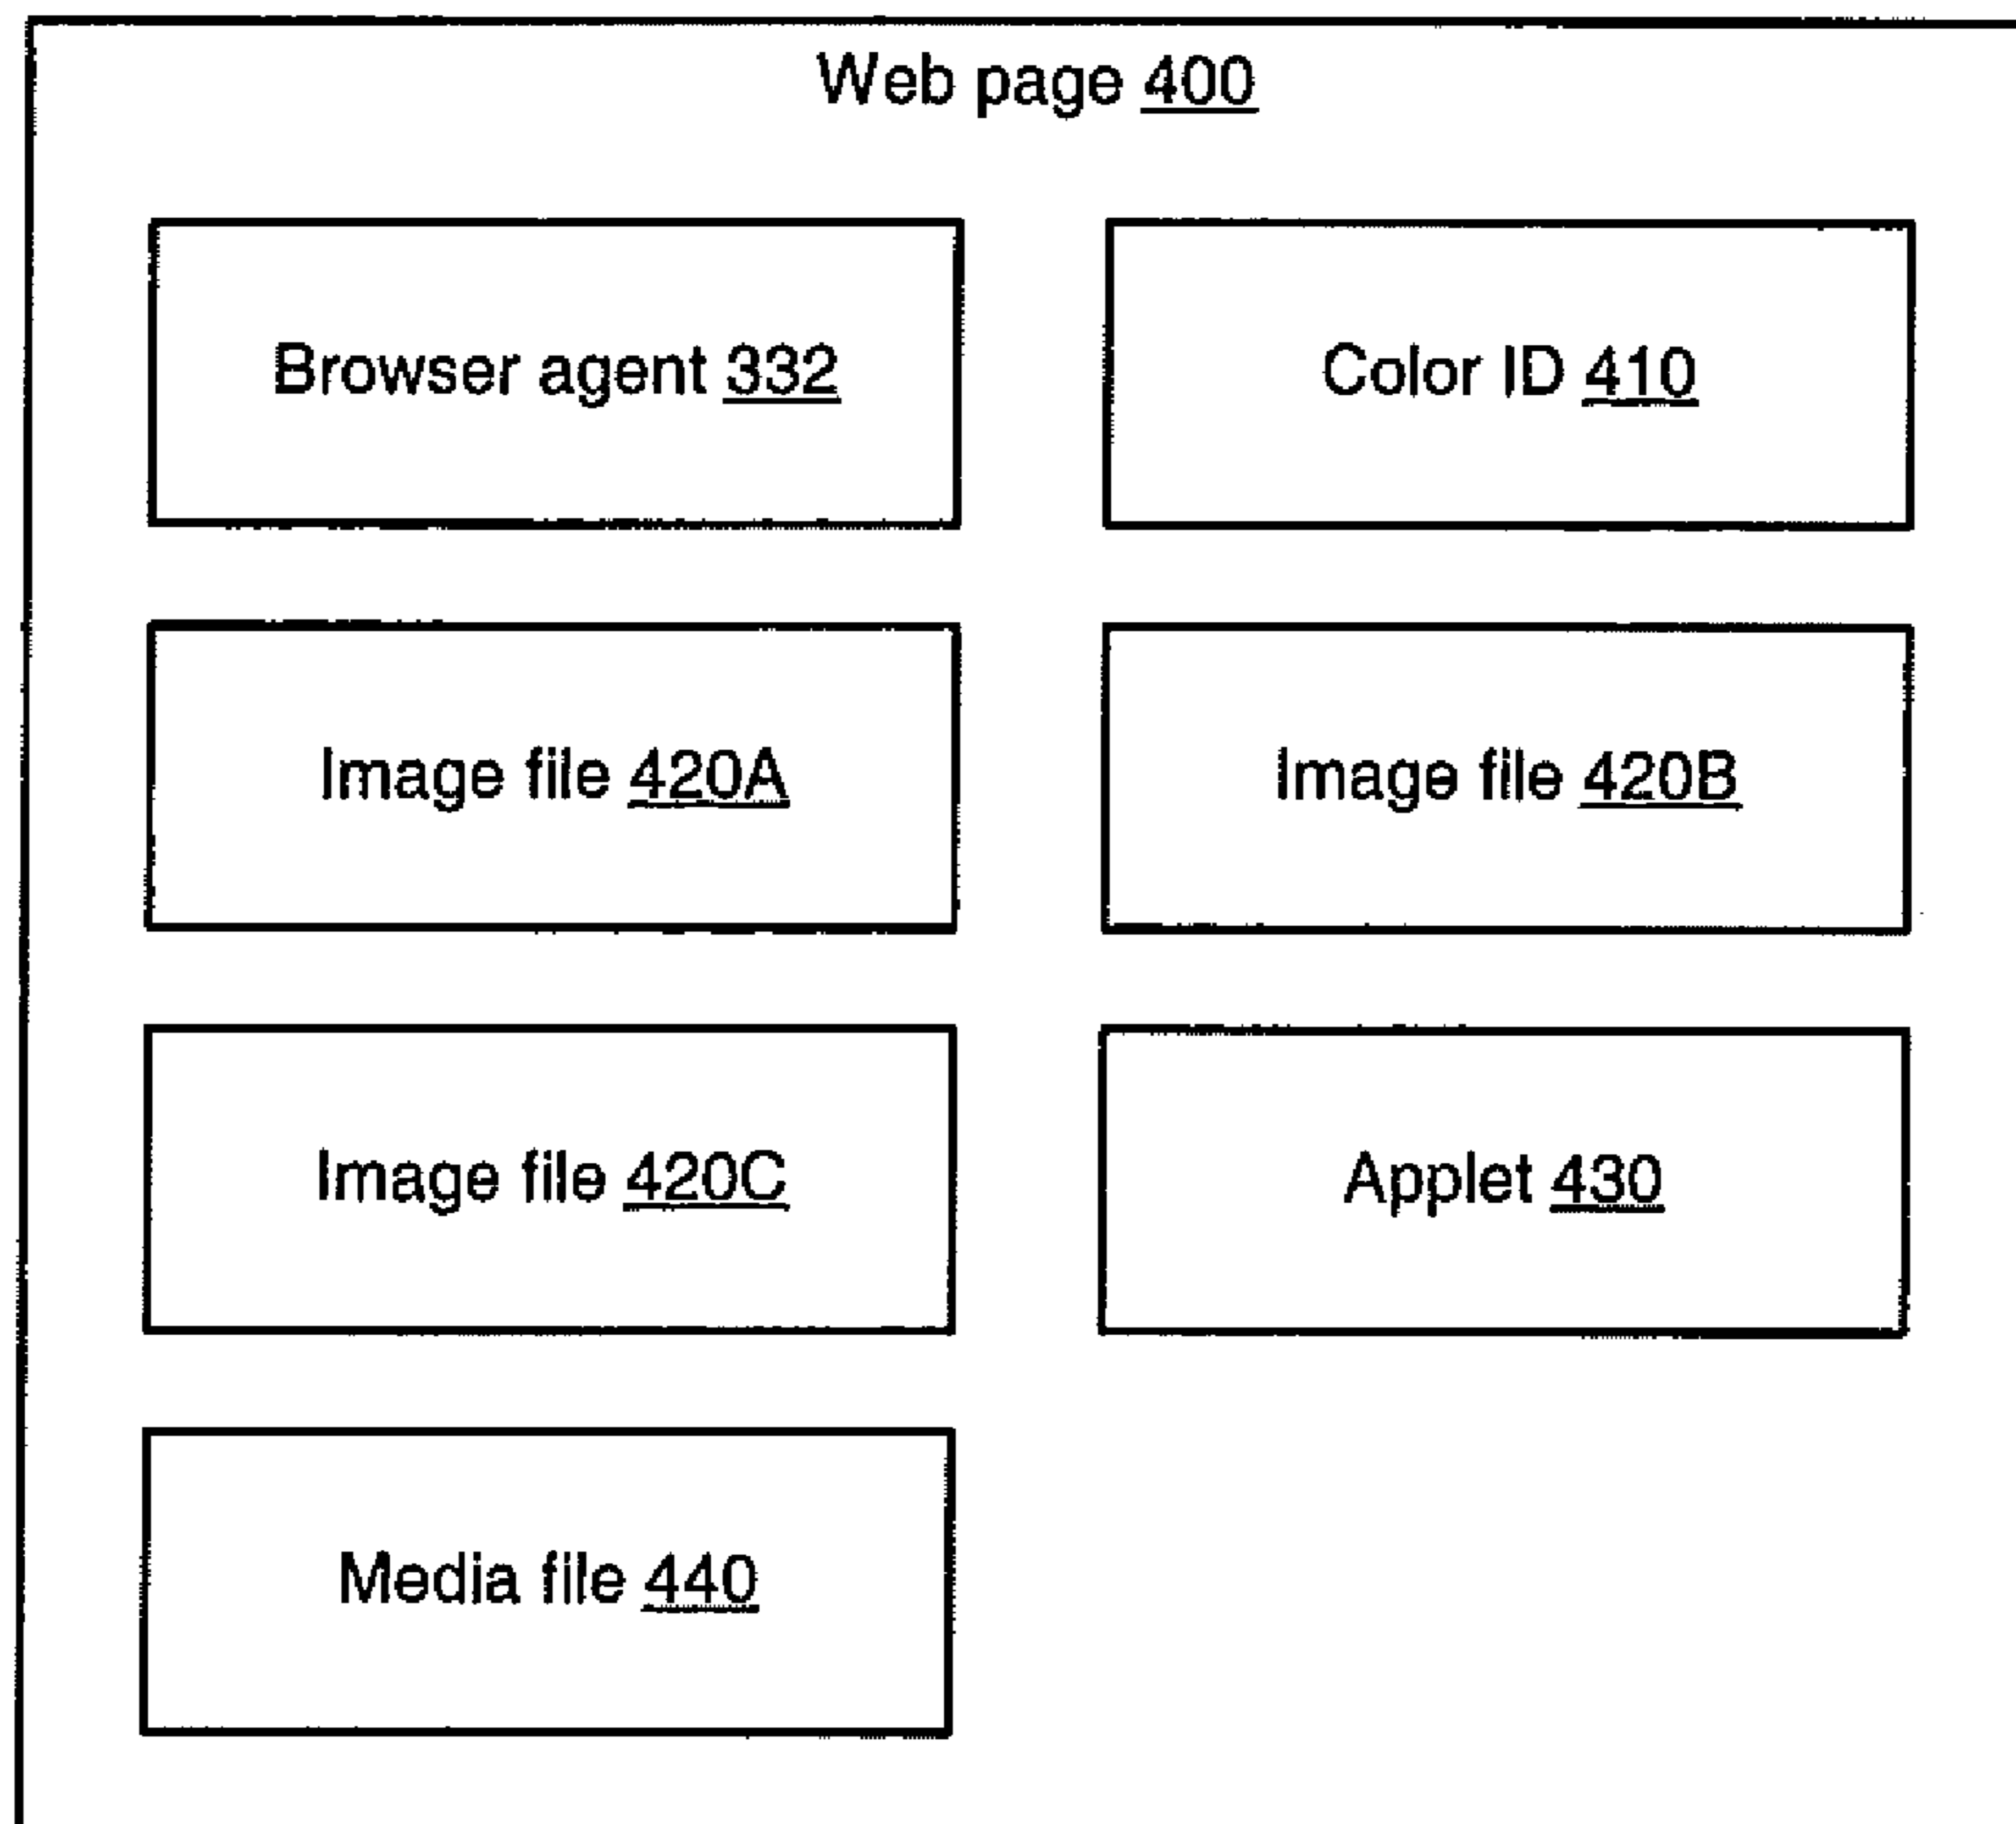 Web page 400
Browser agent 332
Color ID 410
Image file 420A
Image file 420B
Image file 420C
Applet 430
Media file 440